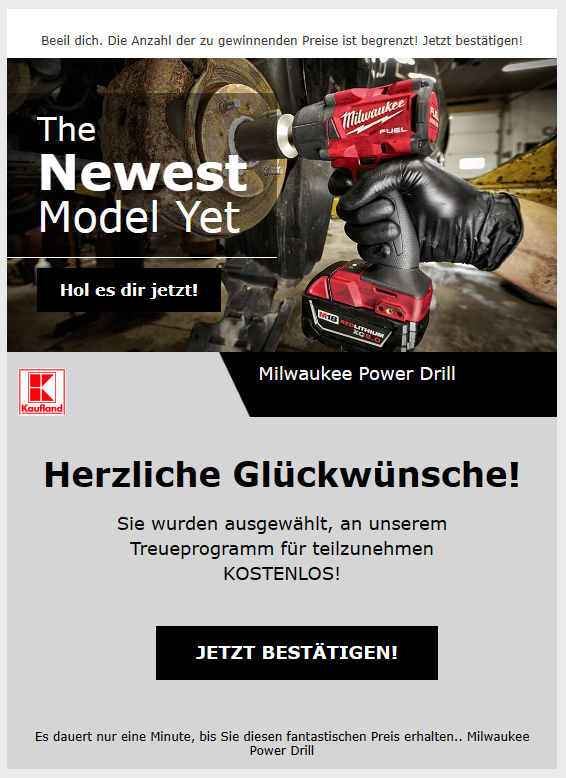 Beeil dich. Die Anzahl der zu gewinnenden Preise ist begrenzt! Jetzt bestätigen!
The
Newest
Model Yet
Hol es dir jetzt!
Milwaukee
FUEL
M18 REDLITHIUM
XC5.0
Milwaukee Power Drill
Kaufland
Herzliche Glückwünsche!
Sie wurden ausgewählt, an unserem
Treueprogramm für teilzunehmen
KOSTENLOS!
JETZT BESTÄTIGEN!
Es dauert nur eine Minute, bis Sie diesen fantastischen Preis erhalten.. Milwaukee
Power Drill